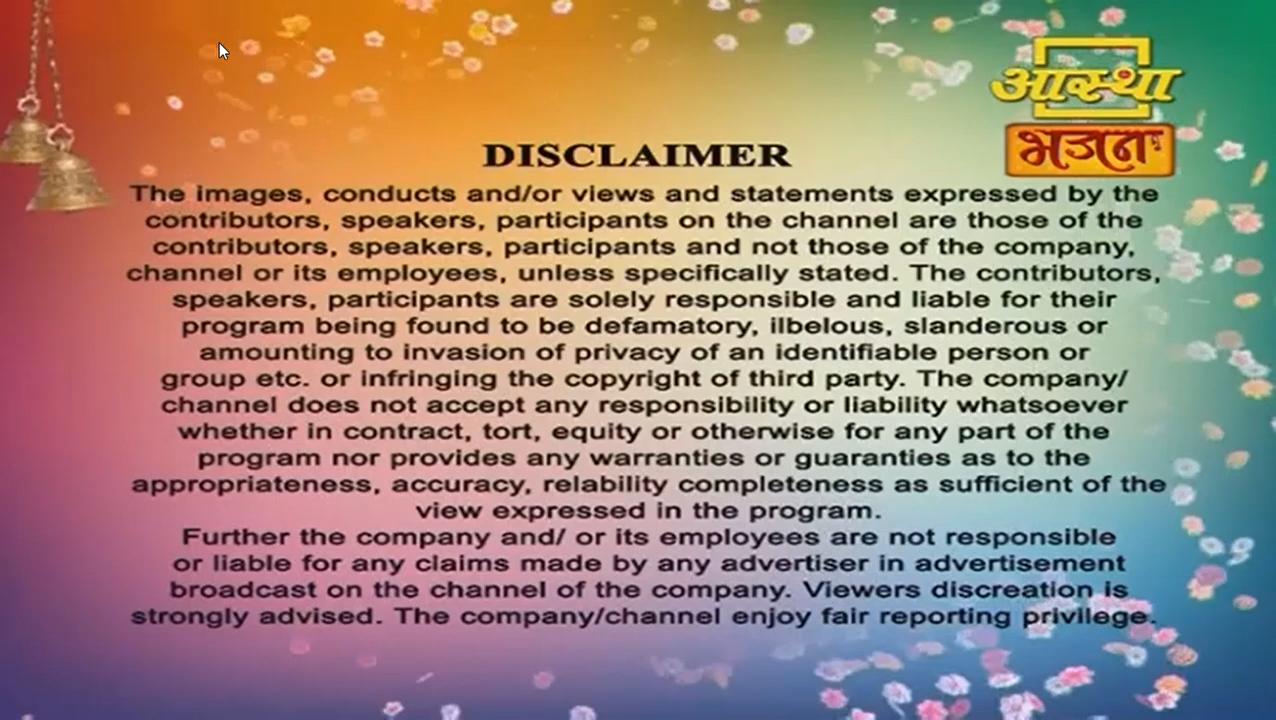 आस्था
भजन
DISCLAIMER
The images, conducts and/or views and statements expressed by the
contributors, speakers, participants on the channel are those of the
contributors, speakers, participants and not those of the company,
channel or its employees, unless specifically stated. The contributors,
speakers, participants are solely responsible and liable for their
program being found to be defamatory, ilbelous, slanderous or
amounting to invasion of privacy of an identifiable person or
group etc. or infringing the copyright of third party. The company/
channel does not accept any responsibility or liability whatsoever
whether in contract, tort, equity or otherwise for any part of the
program nor provides any warranties or guaranties as to the
appropriateness, accuracy, relability completeness as sufficient of the
view expressed in the program.
Further the company and/ or its employees are not responsible
or liable for any claims made by any advertiser in advertisement
broadcast on the channel of the company. Viewers discreation is
strongly advised. The company/channel enjoy fair reporting privilege.